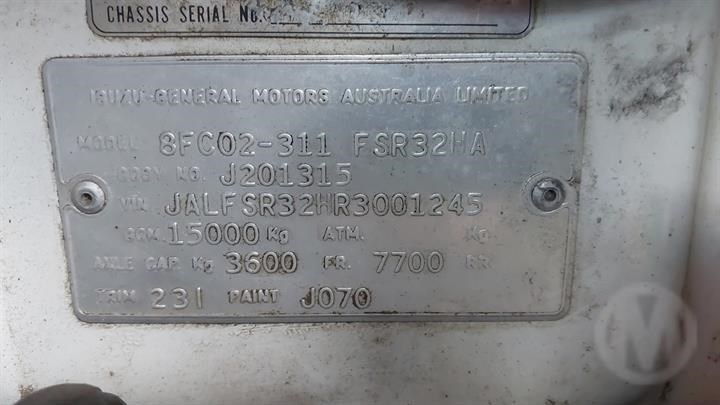 CHASSIS SERIAL No.
ISUZU-GENERAL MOTORS AUSTRALIA LIMITED
MODEL 8FC02-311 FSR32HA
BODY NO. J201315
VIN JALFSR32HR3001245
GCM. 15000 Kg ATM. Kg
AXLE CAP. Kg 3600 FR. 7700 RR.
TRIM 231 PAINT J070
M